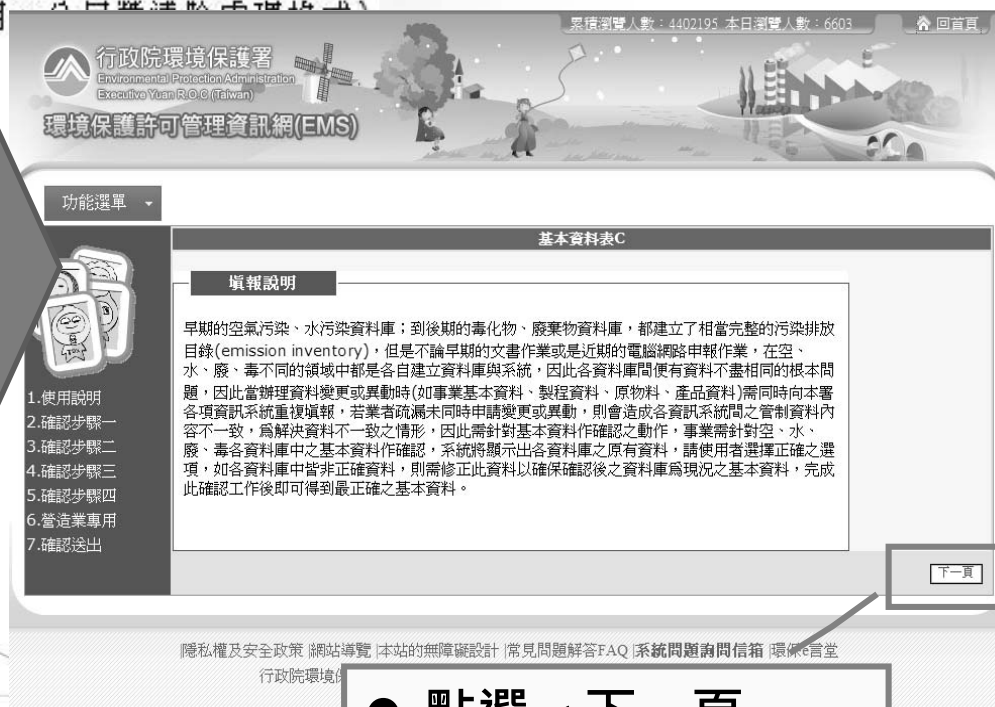 累積瀏覽人數：4402195 本日瀏覽人數：6603
回首頁
行政院環境保護署
Environmental Protection Administration
Executive Yuan R.O.C (Taiwan)
環境保護許可管理資訊網(EMS)
功能選單
1.使用說明
2.確認步驟一
3.確認步驟二
4.確認步驟三
5.確認步驟四
6.營造業專用
7.確認送出
基本資料表C
填報說明
早期的空氣污染、水污染資料庫；到後期的毒化物、廢棄物資料庫，都建立了相當完整的污染排放
目錄(emission inventory)，但是不論早期的文書作業或是近期的電腦網路申報作業，在空、
水、廢、毒不同的領域中都是各自建立資料庫與系統，因此各資料庫間便有資料不盡相同的根本問
題，因此當辦理資料變更或異動時(如事業基本資料、製程資料、原物料、產品資料)需同時向本署
各項資訊系統重複填報，若業者疏漏未同時申請變更或異動，則會造成各資訊系統間之管制資料內
容不一致，爲解決資料不一致之情形，因此需針對基本資料作確認之動作，事業需針對空、水、
廢、毒各資料庫中之基本資料作確認，系統將顯示出各資料庫之原有資料，請使用者選擇正確之選
項，如各資料庫中皆非正確資料，則需修正此資料以確保確認後之資料庫爲現況之基本資料，完成
此確認工作後即可得到最正確之基本資料。
下一頁
|隱私權及安全政策 |網站導覽 |本站的無障礙設計 |常見問題解答FAQ |系統問題詢問信箱 |環保e言堂
行政院環境
● 點選 下一頁